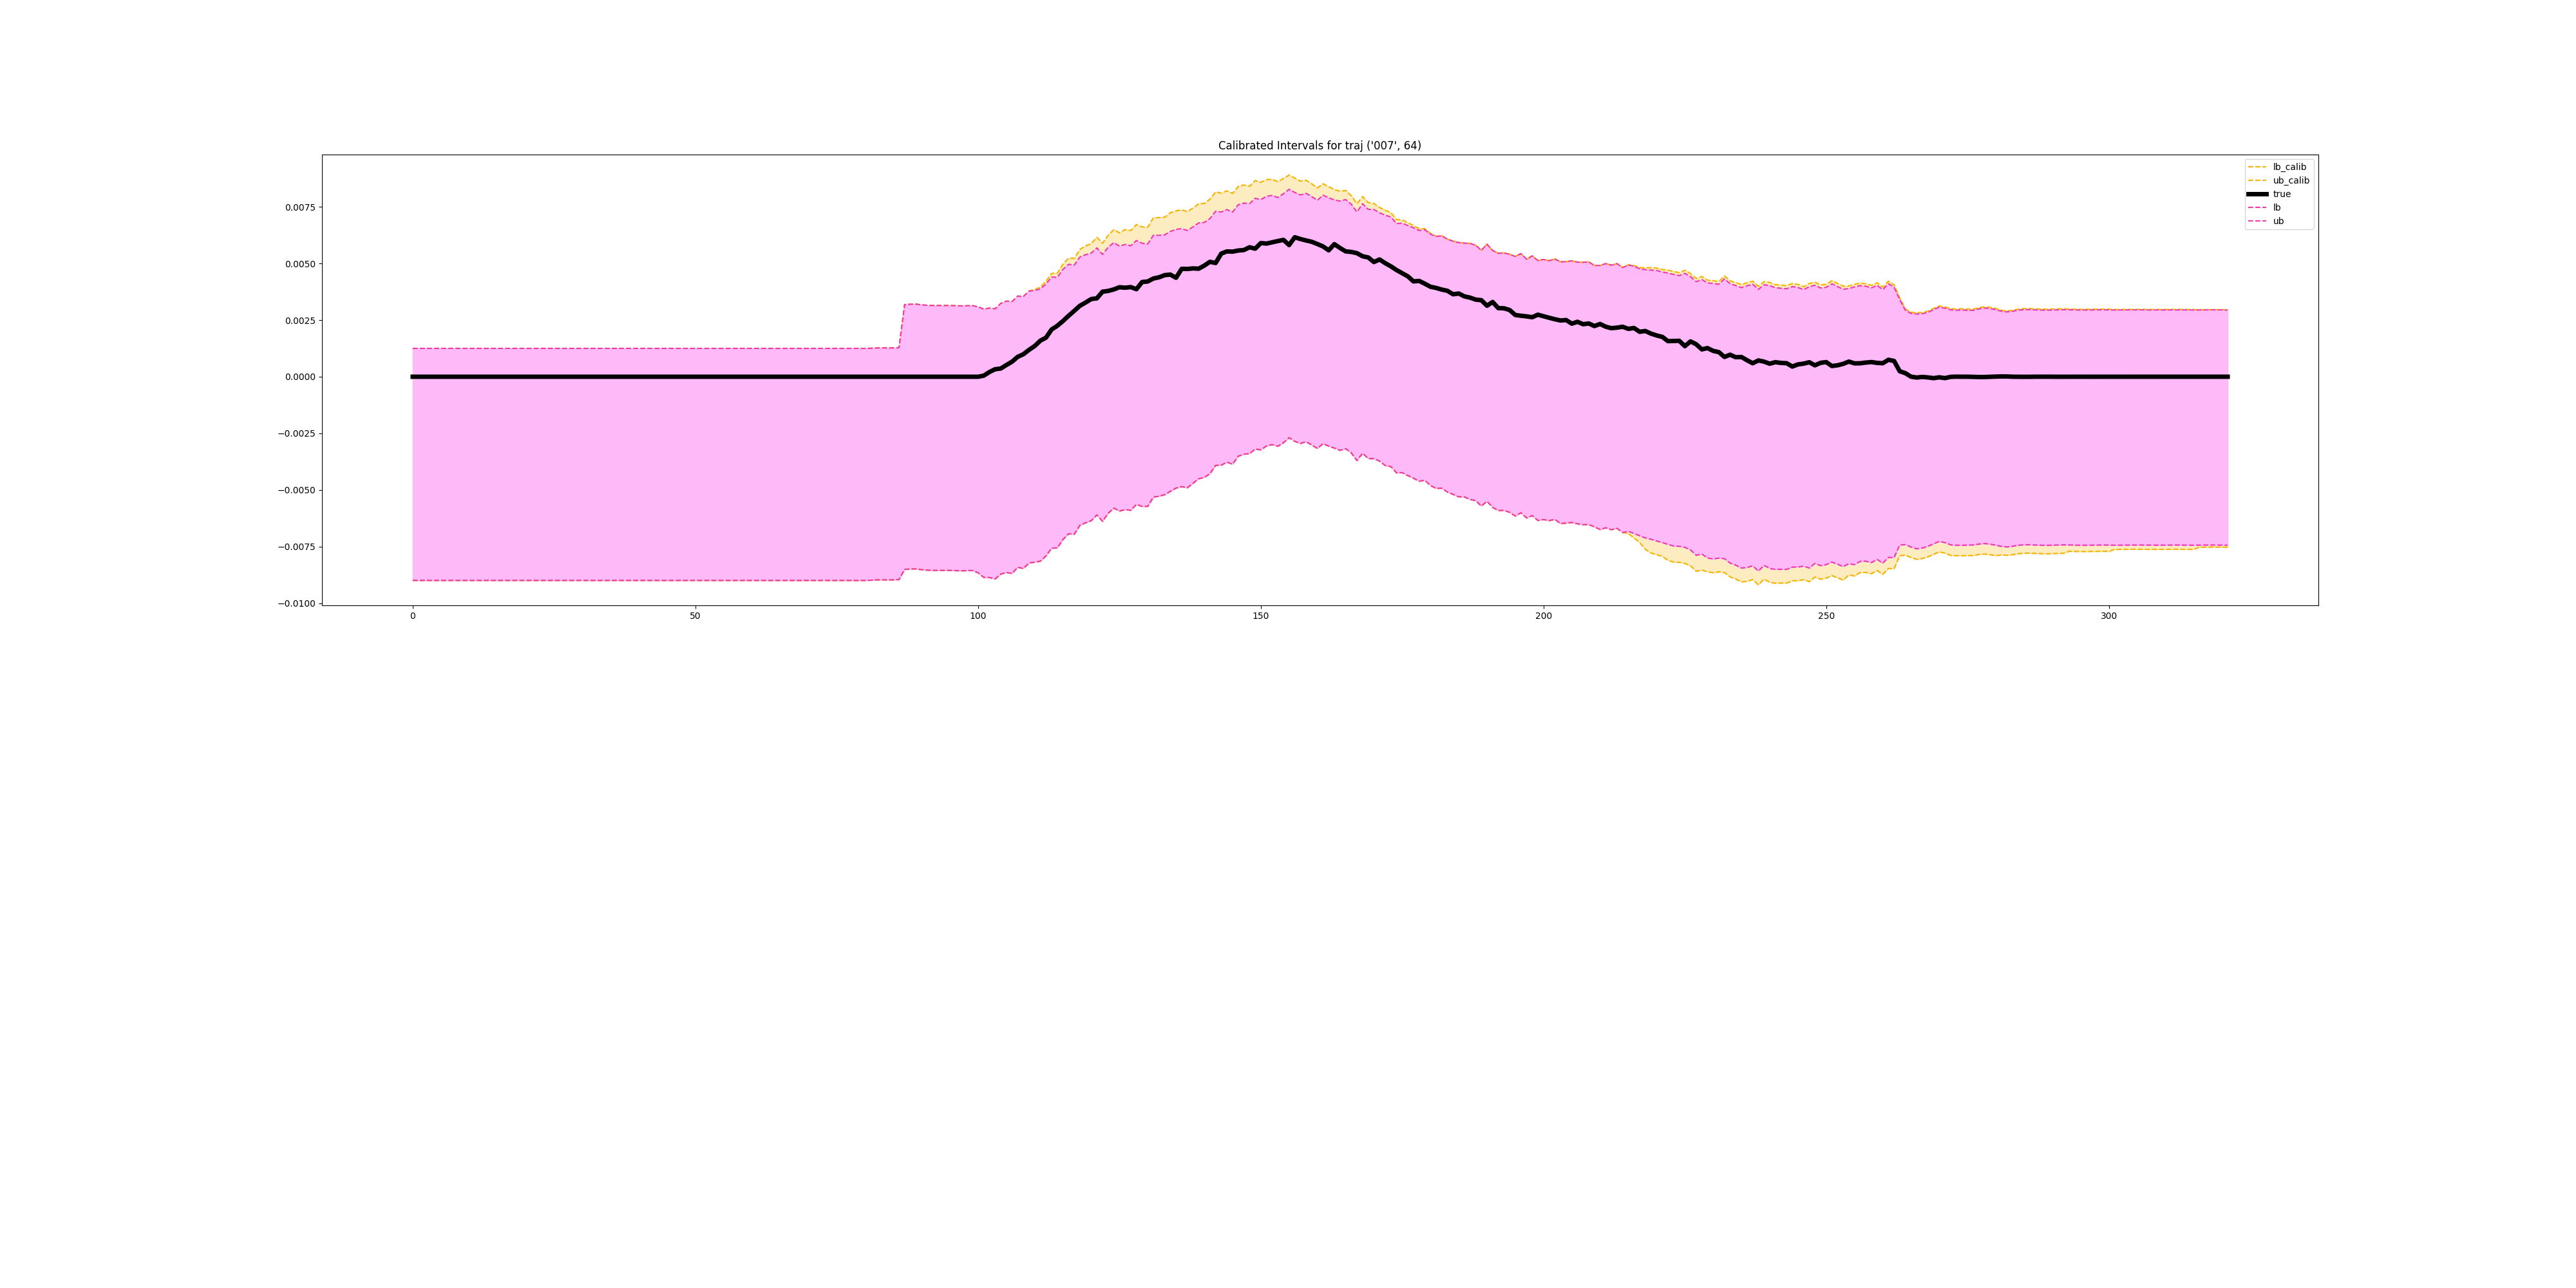 Calibrated Intervals for traj ('007', 64)
lb_calib
ub_calib
true
lb
ub
0.0075
0.0050
0.0025
0.0000
−0.0025
−0.0050
−0.0075
−0.0100
0 50 100 150 200 250 300